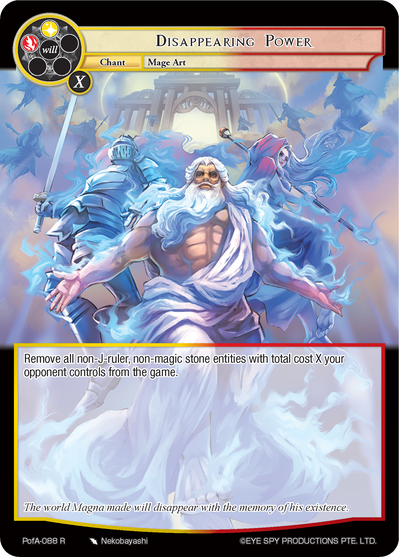 Disappearing Power
will
Chant
Mage Art
X
Remove all non-J-ruler, non-magic stone entities with total cost X your
opponent controls from the game.
The world Magna made will disappear with the memory of his existence.
PofA-088 R Nekobayashi ©EYE SPY PRODUCTIONS PTE. LTD.